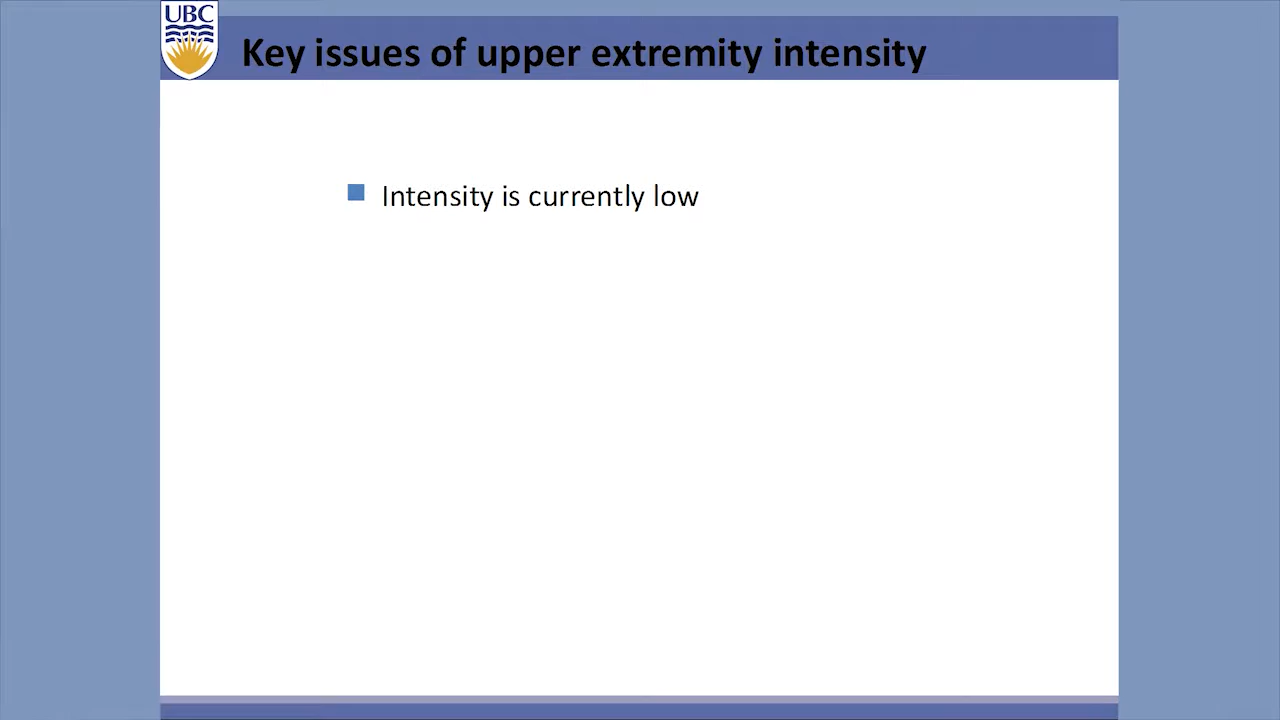 UBC
Key issues of upper extremity intensity
Intensity is currently low